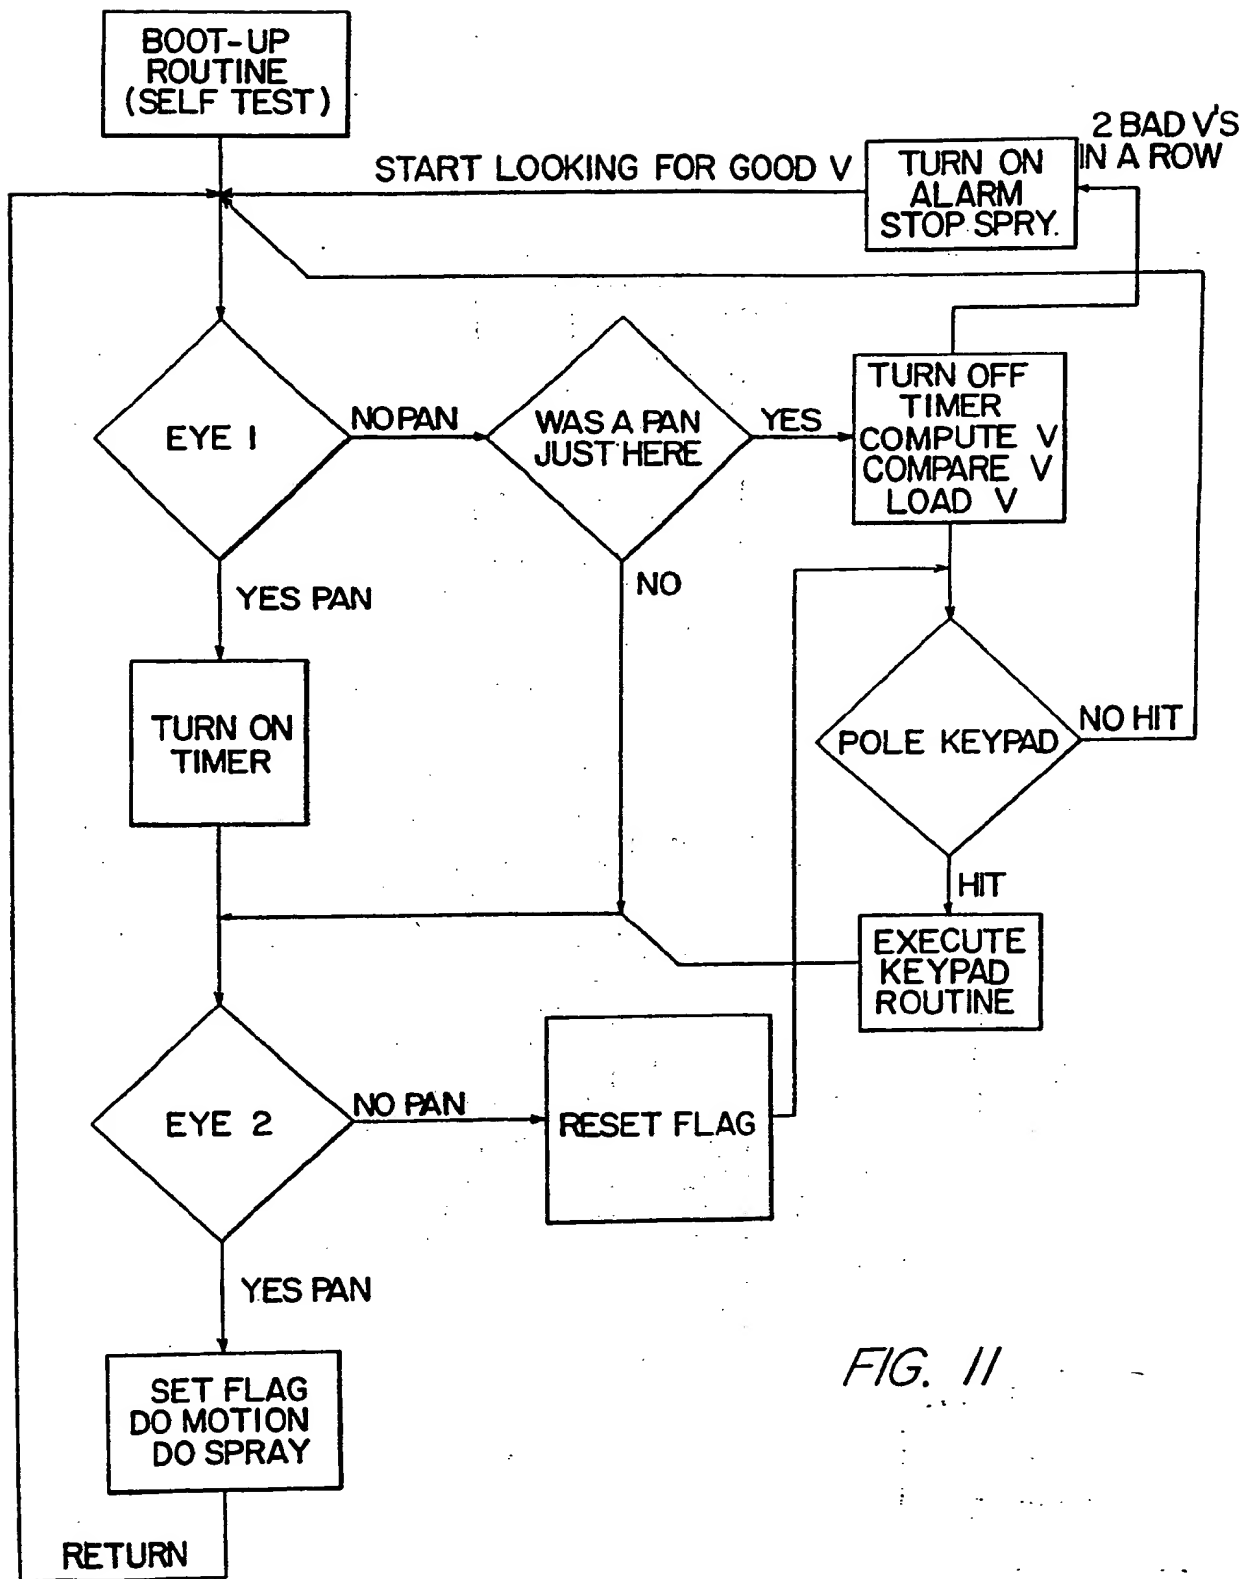 BOOT-UP
ROUTINE
(SELF TEST)
2 BAD V'S
IN A ROW
START LOOKING FOR GOOD V
TURN ON
ALARM
STOP SPRY.
EYE 1
NO PAN
WAS A PAN
JUST HERE
YES
TURN OFF
TIMER
COMPUTE V
COMPARE V
LOAD V
YES PAN
NO
TURN ON
TIMER
POLE KEYPAD
NO HIT
HIT
EXECUTE
KEYPAD
ROUTINE
EYE 2
NO PAN
RESET FLAG
YES PAN
SET FLAG
DO MOTION
DO SPRAY
RETURN
FIG. 11